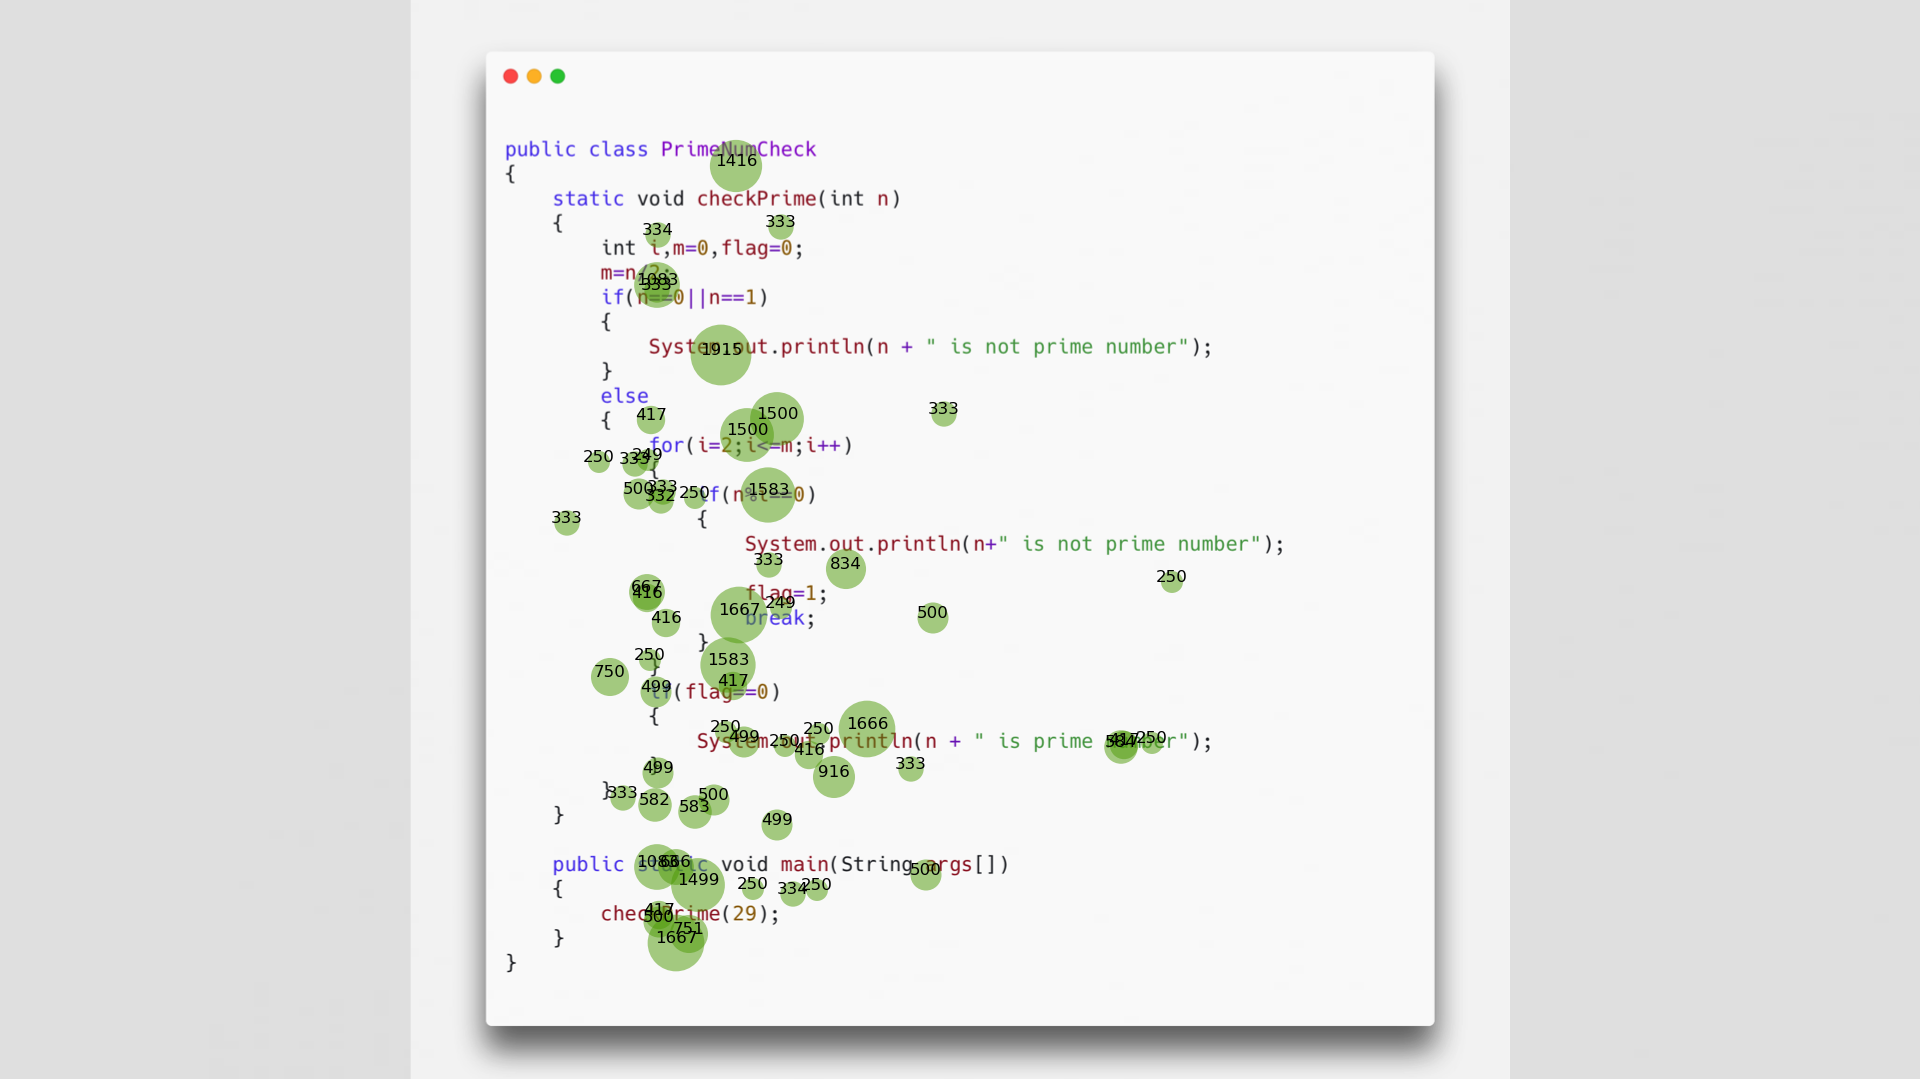 public class PrimeNumCheck
1416
{
static void checkPrime(int n)
{
334 333
int i,m=0,flag=0;
m=n/2;
1083
333
if(n==0||n==1)
{
System.out.println(n + " is not prime number");
1915
}
else
{
417 1500 333
1500
for(i=2;i<=m;i++)
250 333 249
{
if(n%i==0)
500 333 332 250 1583
{
333
System.out.println(n+" is not prime number");
333 834
250
flag=1;
667
416
1667 249
break;
416 500
}
250 1583
}
750
417
if(flag==0)
499
{
250 250 1666
System.out.println(n + " is prime number");
499 250 416 584 417 250
}
499 916 333
}
333 582 583 500
}
499
public static void main(String args[])
1083 666 500
1499 250 334 250
{
checkPrime(29);
417
500
751
1667
}
}